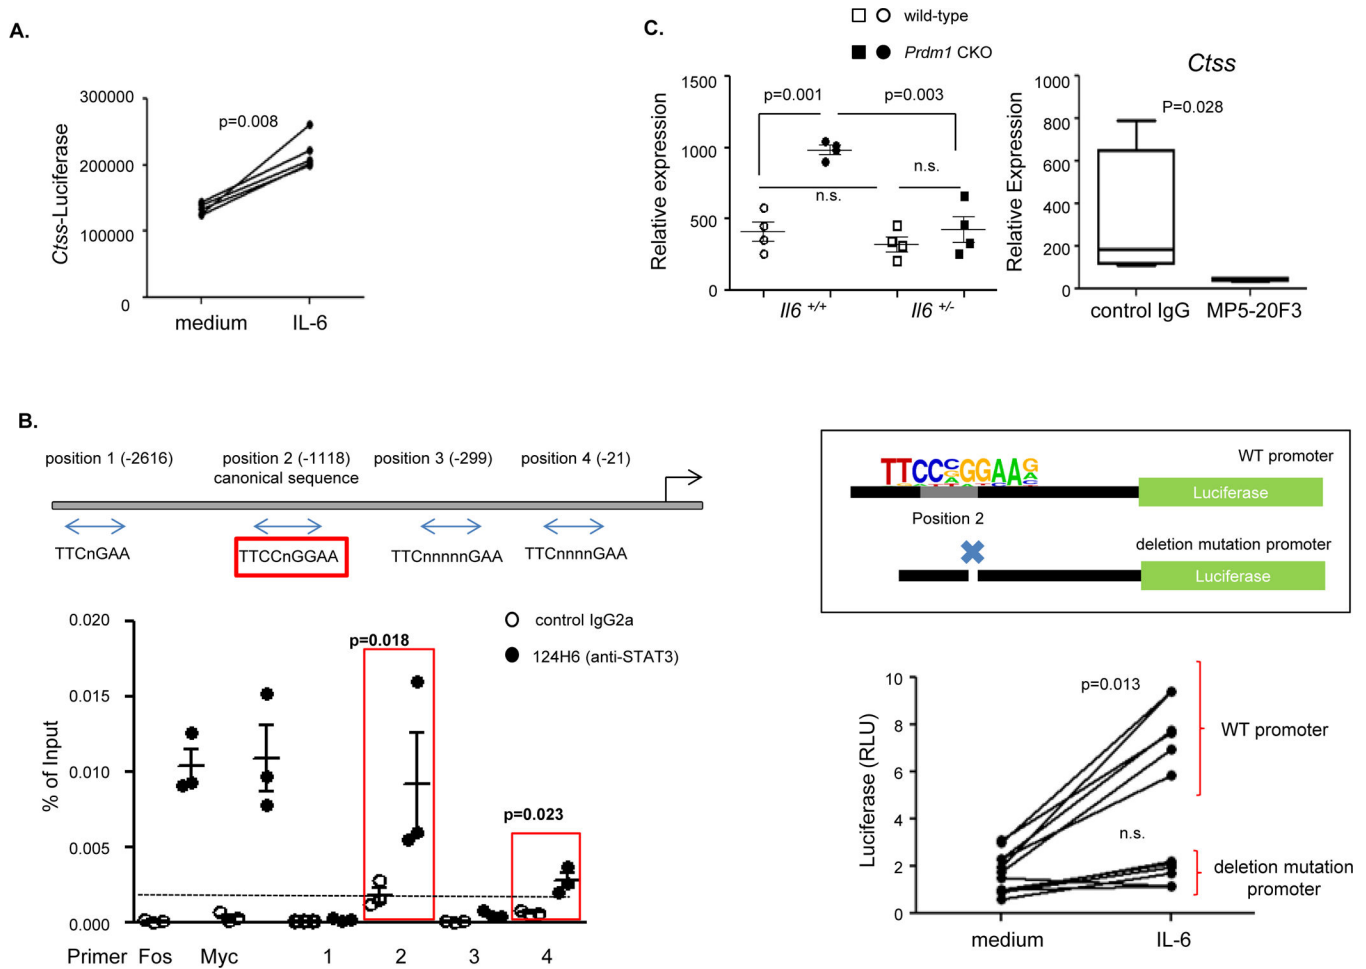 A.
300000
200000
100000
0
Ctss-Luciferase
p=0.008
medium IL-6
C.
wild-type
Prdm1 CKO
1500
1000
500
0
Relative expression
p=0.001 p=0.003
n.s.
n.s.
Il6 +/+ Il6 +/-
Ctss
1000
800
600
400
200
0
Relative Expression
P=0.028
control IgG MP5-20F3
B.
position 1 (-2616) position 2 (-1118) position 3 (-299) position 4 (-21)
canonical sequence
TTCnGAA TTCCnGGAA TTCnnnnnGAA TTCnnnnGAA
0.020
0.015
0.010
0.005
0.000
% of Input
control IgG2a
124H6 (anti-STAT3)
p=0.018
p=0.023
Primer Fos Myc 1 2 3 4
WT promoter
Luciferase
Position 2
deletion mutation promoter
Luciferase
10
8
6
4
2
0
Luciferase (RLU)
p=0.013
WT promoter
n.s.
deletion mutation
promoter
medium IL-6